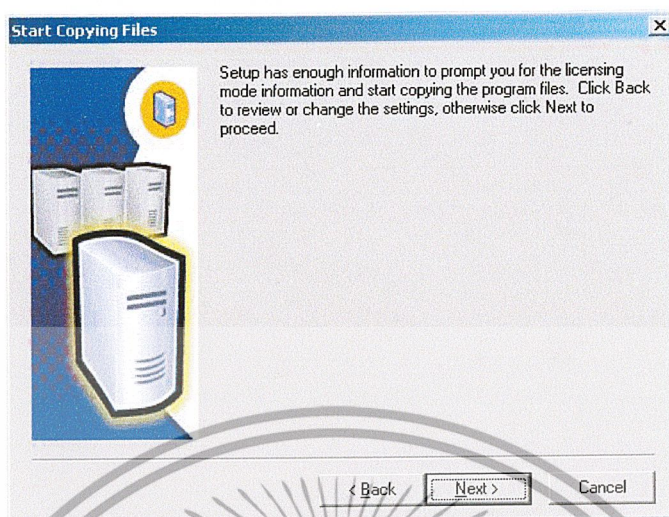 Start Copying Files
Setup has enough information to prompt you for the licensing
mode information and start copying the program files. Click Back
to review or change the settings, otherwise click Next to
proceed.
< Back
Next >
Cancel